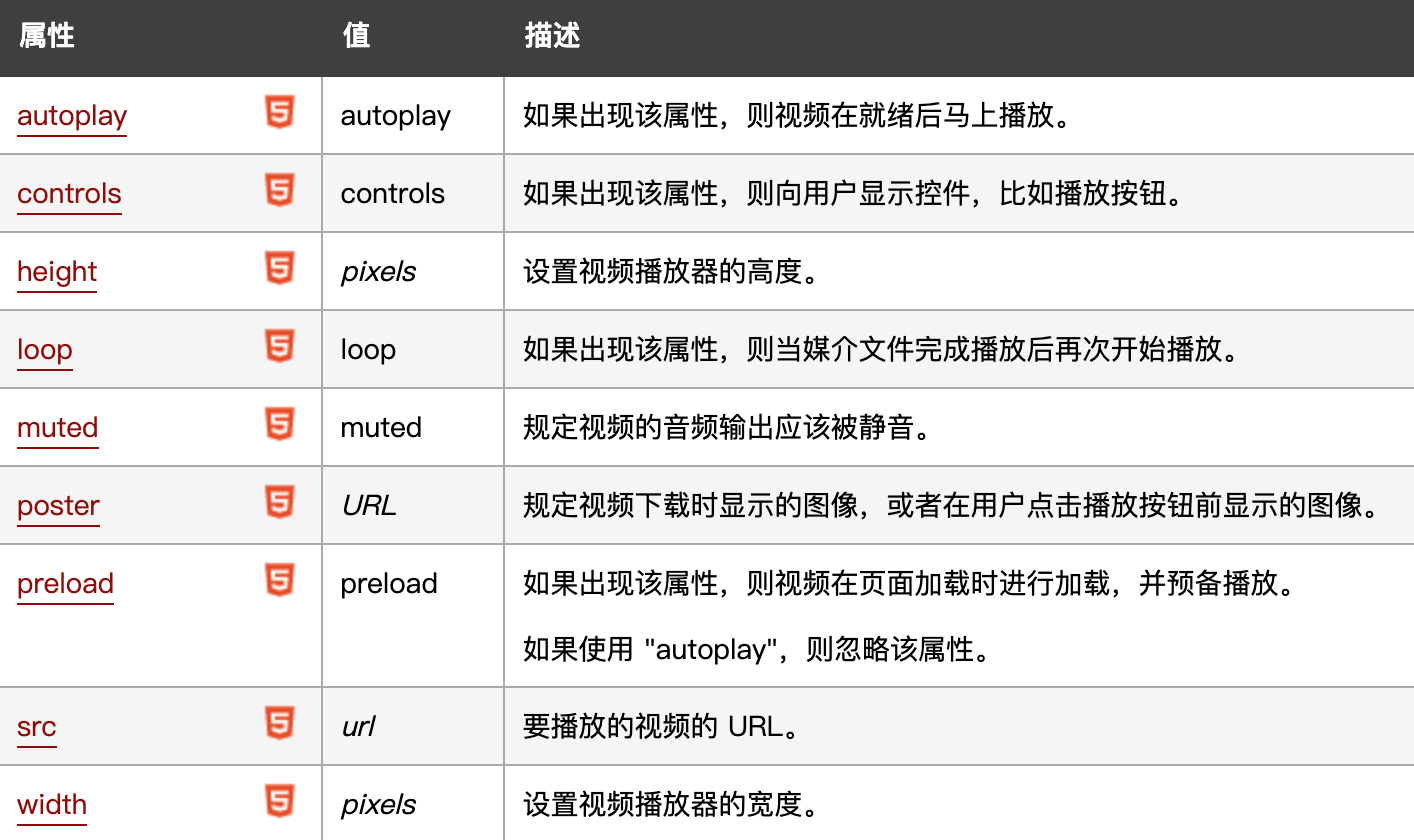 属性 值 描述
autoplay 5 autoplay 如果出现该属性，则视频在就绪后马上播放。
controls 5 controls 如果出现该属性，则向用户显示控件，比如播放按钮。
height 5 pixels 设置视频播放器的高度。
loop 5 loop 如果出现该属性，则当媒介文件完成播放后再次开始播放。
muted 5 muted 规定视频的音频输出应该被静音。
poster 5 URL 规定视频下载时显示的图像，或者在用户点击播放按钮前显示的图像。
preload 5 preload 如果出现该属性，则视频在页面加载时进行加载，并预备播放。
如果使用 "autoplay"，则忽略该属性。
src 5 url 要播放的视频的 URL。
width 5 pixels 设置视频播放器的宽度。